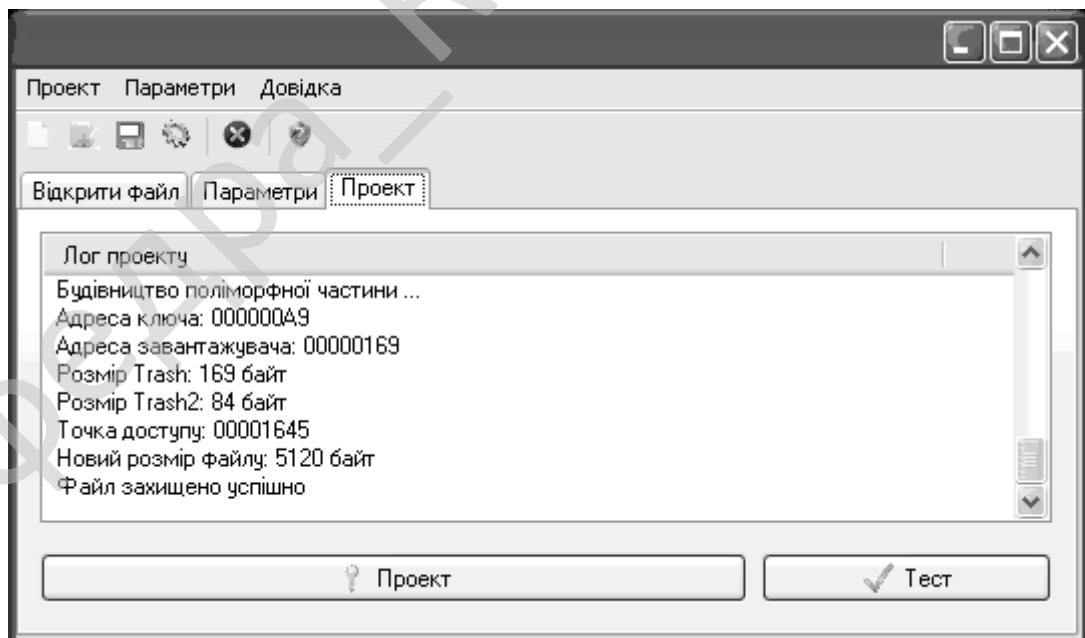 Проект Параметри Довідка
Відкрити файл Параметри Проект
Лог проекту
Будівництво поліморфної частини ...
Адреса ключа: 000000A9
Адреса завантажувача: 00000169
Розмір Trash: 169 байт
Розмір Trash2: 84 байт
Точка доступу: 00001645
Новий розмір файлу: 5120 байт
Файл захищено успішно
Проект Тест